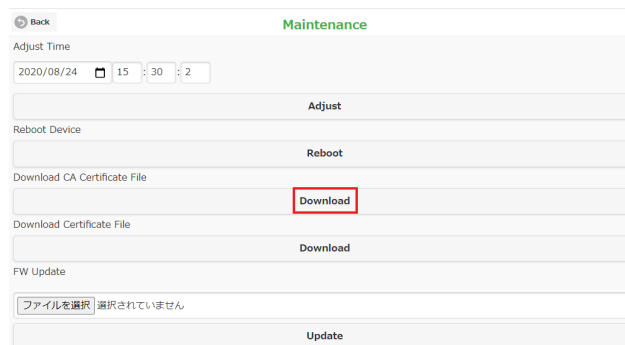 Back
Maintenance
Adjust Time
2020/08/24 15 : 30 : 2
Adjust
Reboot Device
Reboot
Download CA Certificate File
Download
Download Certificate File
Download
FW Update
ファイルを選択 選択されていません
Update